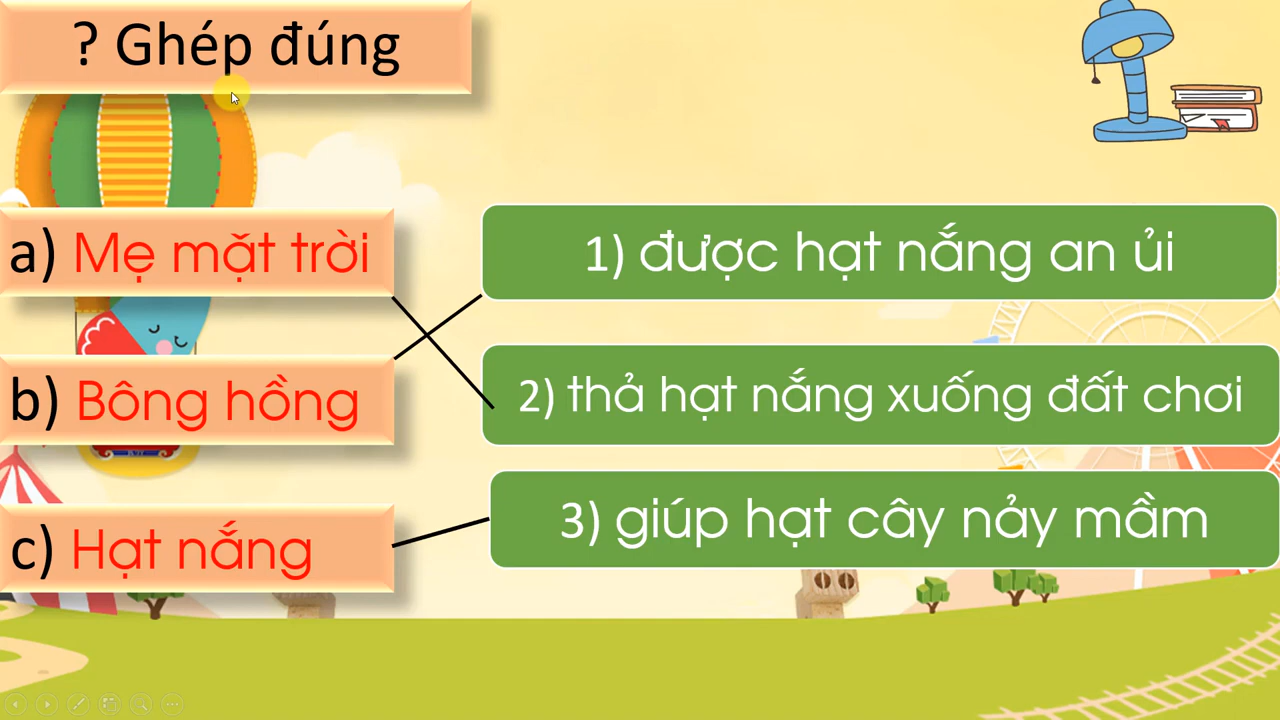 ? Ghép đúng
a) Mẹ mặt trời
1) được hạt nắng an ủi
b) Bông hồng
2) thả hạt nắng xuống đất chơi
c) Hạt nắng
3) giúp hạt cây nảy mầm